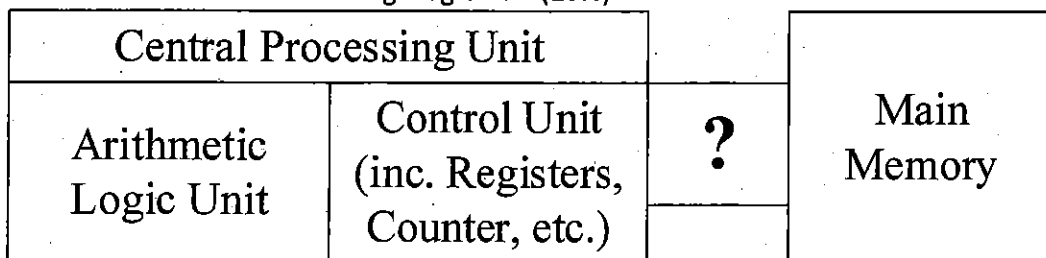 Central Processing Unit
Arithmetic
Logic Unit
Control Unit
(inc. Registers,
Counter, etc.)
?
Main
Memory